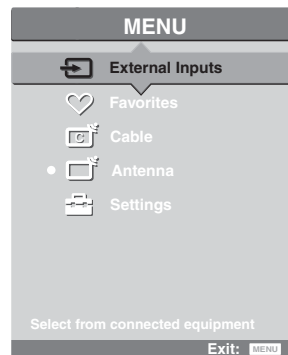 MENU
External Inputs
Favorites
C
Cable
Antenna
Settings
Select from connected equipment
Exit: MENU